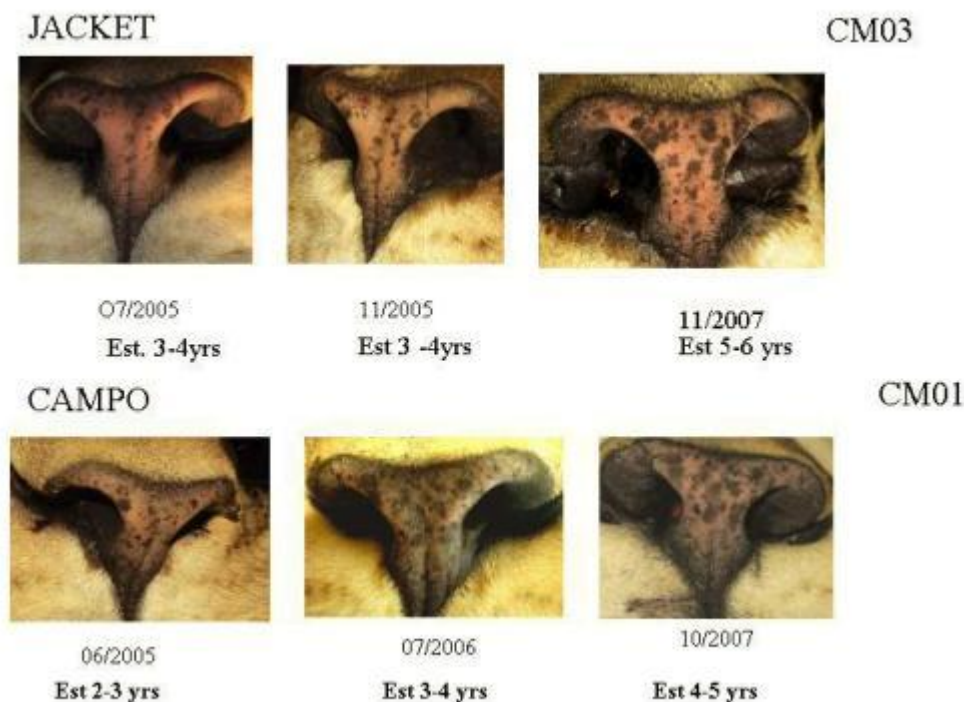 JACKET CM03
O7/2005 11/2005 11/2007
Est. 3-4yrs Est 3 -4yrs Est 5-6 yrs
CAMPO CM01
06/2005 07/2006 10/2007
Est 2-3 yrs Est 3-4 yrs Est 4-5 yrs